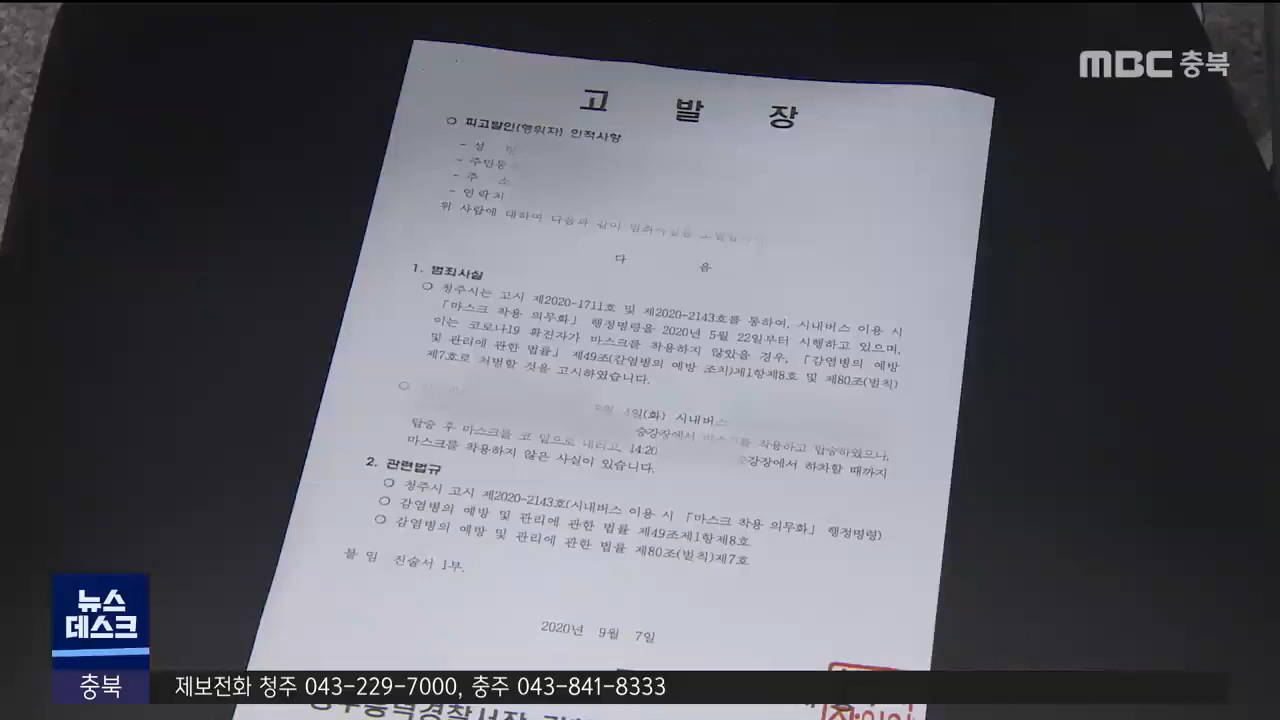 MBC 충북
고 발 장
○ 피고발인(행위자) 인적사항
- 성
- 주민등
- 주 소
- 연락처
위 사람에 대하여 다음과 같이 범죄사실을
다 음
1. 범죄사실
○ 청주시는 고시 제2020-1711호 및 제2020-2143호를 통하여, 시내버스 이용 시
「마스크 착용 의무화」 행정명령을 2020년 5월 22일부터 시행하고 있으며,
이는 코로나19 확진자가 마스크를 착용하지 않았을 경우, 「감염병의 예방
및 관리에 관한 법률」 제49조(감염병의 예방 조치)제1항제8호 및 제80조(벌칙)
제7호로 처벌할 것을 고시하였습니다.
○
일(화) 시내버스
승강장에서 마스크를 착용하고 탑승하였으나,
탑승 후 마스크를 코 밑으로 내리고, 14:20 승강장에서 하차할 때까지
마스크를 착용하지 않은 사실이 있습니다.
2. 관련법규
○ 청주시 고시 제2020-2143호(시내버스 이용 시 「마스크 착용 의무화」 행정명령)
○ 감염병의 예방 및 관리에 관한 법률 제49조제1항제8호
○ 감염병의 예방 및 관리에 관한 법률 제80조(벌칙)제7호
붙 임 진술서 1부.
2020년 9월 7일
뉴스
데스크
충북
제보전화 청주 043-229-7000, 충주 043-841-8333